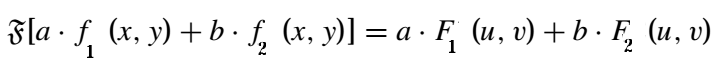 𝔉[a · f₁ (x, y) + b · f₂ (x, y)] = a · F₁ (u, v) + b · F₂ (u, v)